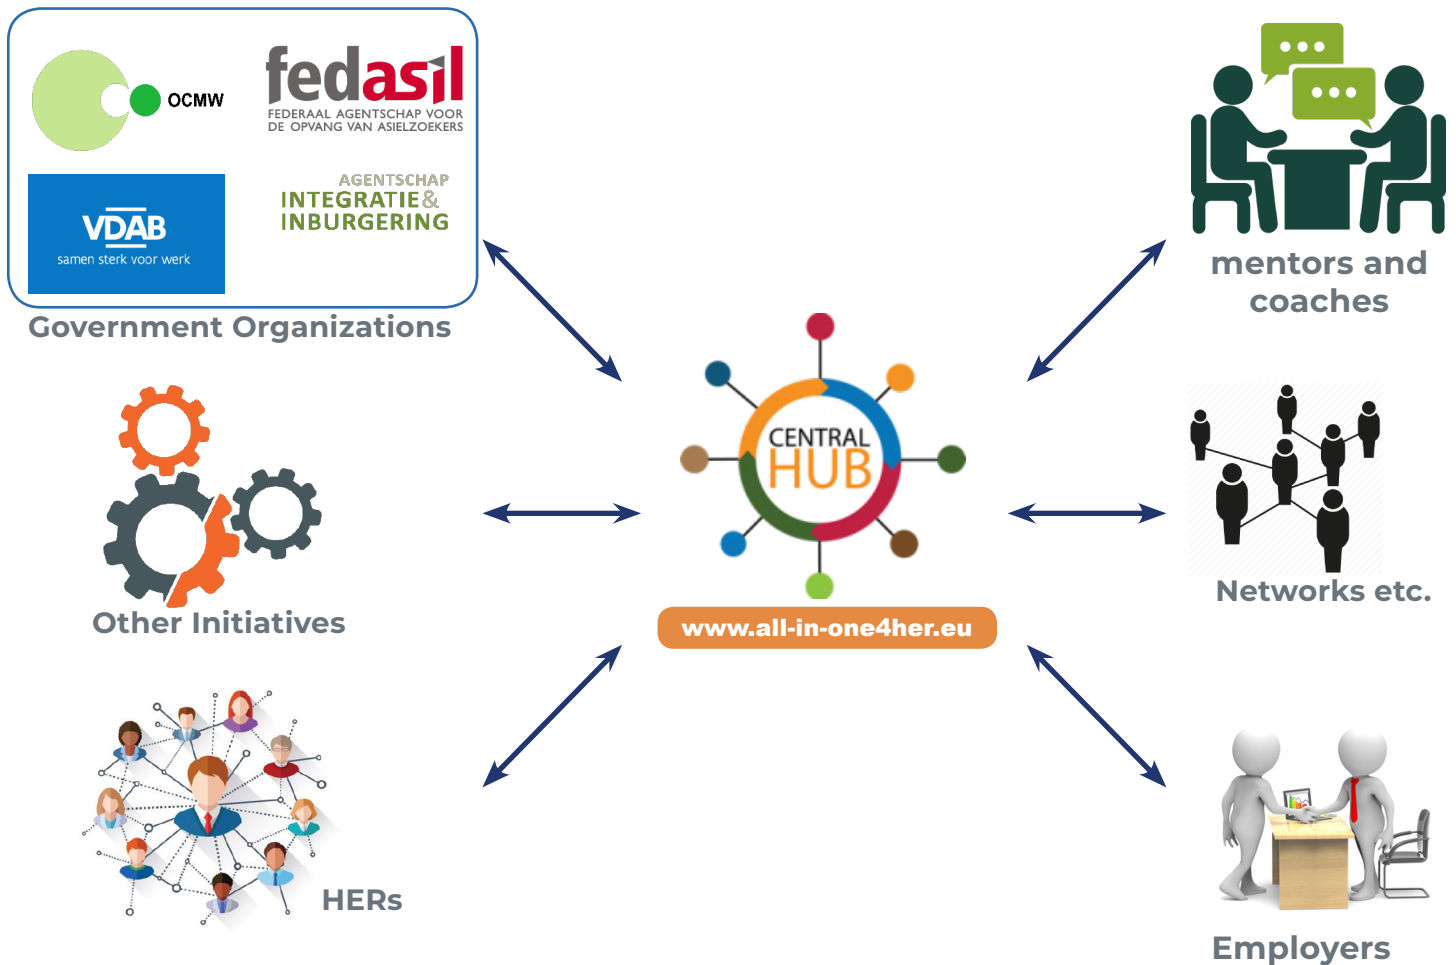 OCMW
fedasil
FEDERAAL AGENTSCHAP VOOR
DE OPVANG VAN ASIELZOEKERS
VDAB
samen sterk voor werk
AGENTSCHAP
INTEGRATIE&
INBURGERING
Government Organizations
mentors and
coaches
CENTRAL
HUB
www.all-in-one4her.eu
Other Initiatives
Networks etc.
HERs
Employers